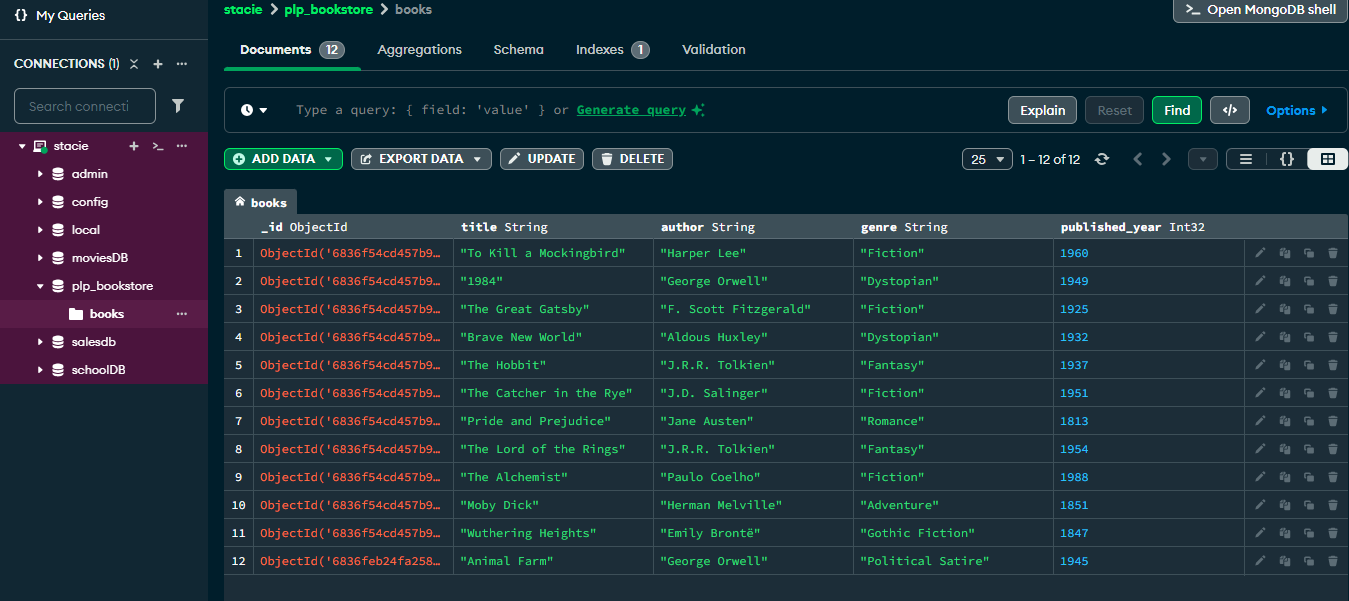 {} My Queries
stacie > plp_bookstore > books
>_ Open MongoDB shell
CONNECTIONS (1)
Search connecti
stacie
admin
config
local
moviesDB
plp_bookstore
books
salesdb
schoolDB
Documents 12 Aggregations Schema Indexes 1 Validation
Type a query: { field: 'value' } or Generate query
Explain Reset Find </> Options
ADD DATA EXPORT DATA UPDATE DELETE
25 1 – 12 of 12 {}
books
_id ObjectId title String author String genre String published_year Int32
1 ObjectId('6836f54cd457b9… "To Kill a Mockingbird" "Harper Lee" "Fiction" 1960
2 ObjectId('6836f54cd457b9… "1984" "George Orwell" "Dystopian" 1949
3 ObjectId('6836f54cd457b9… "The Great Gatsby" "F. Scott Fitzgerald" "Fiction" 1925
4 ObjectId('6836f54cd457b9… "Brave New World" "Aldous Huxley" "Dystopian" 1932
5 ObjectId('6836f54cd457b9… "The Hobbit" "J.R.R. Tolkien" "Fantasy" 1937
6 ObjectId('6836f54cd457b9… "The Catcher in the Rye" "J.D. Salinger" "Fiction" 1951
7 ObjectId('6836f54cd457b9… "Pride and Prejudice" "Jane Austen" "Romance" 1813
8 ObjectId('6836f54cd457b9… "The Lord of the Rings" "J.R.R. Tolkien" "Fantasy" 1954
9 ObjectId('6836f54cd457b9… "The Alchemist" "Paulo Coelho" "Fiction" 1988
10 ObjectId('6836f54cd457b9… "Moby Dick" "Herman Melville" "Adventure" 1851
11 ObjectId('6836f54cd457b9… "Wuthering Heights" "Emily Brontë" "Gothic Fiction" 1847
12 ObjectId('6836feb24fa258… "Animal Farm" "George Orwell" "Political Satire" 1945